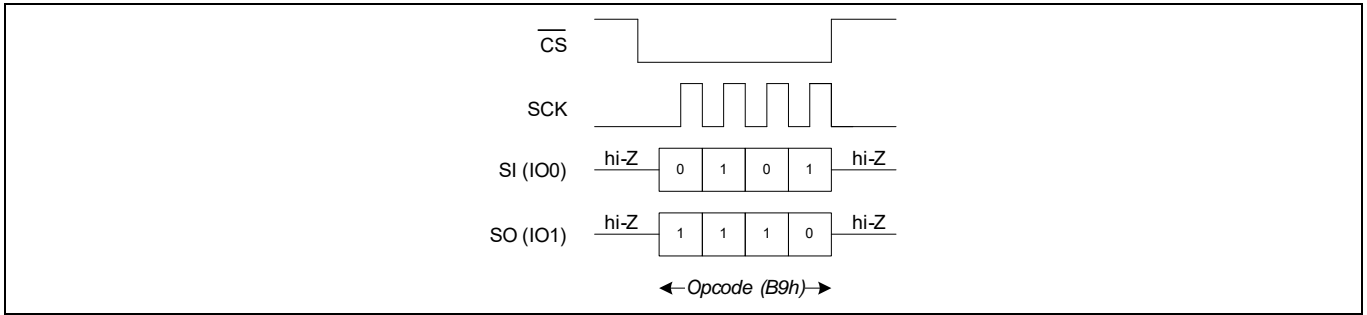 CS
SCK
SI (IO0) hi-Z 0 1 0 1 hi-Z
SO (IO1) hi-Z 1 1 1 0 hi-Z
Opcode (B9h)